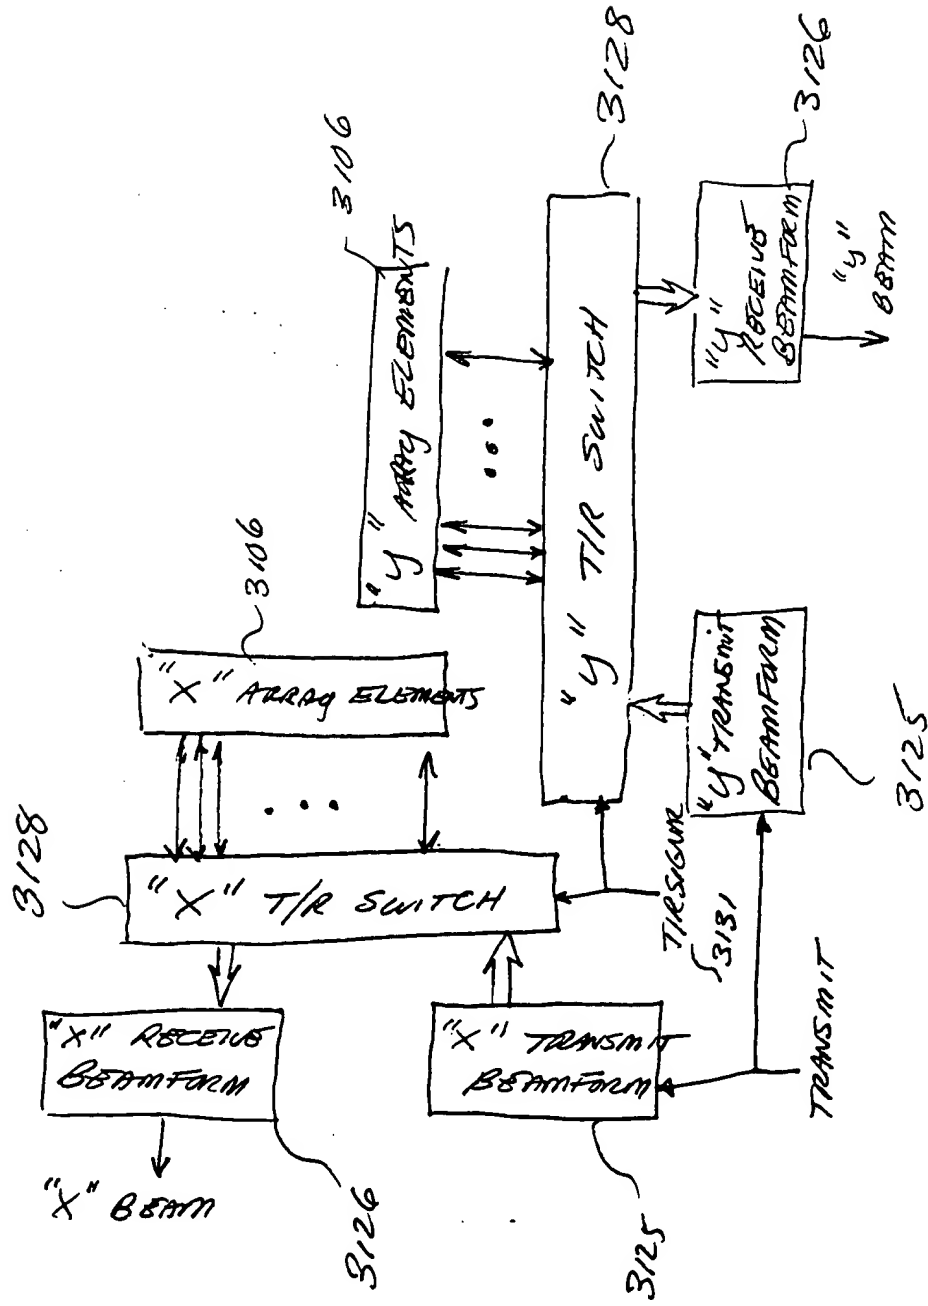 3128
3106
3106
"X" T/R SWITCH
"X" ARRAY ELEMENTS
"y" ARRAY ELEMENTS
"X" RECEIVE
BEAMFORM
"X" BEAM
3126
"X" TRANSMIT
BEAMFORM
3125
T/R SIGNAL
3131
TRANSMIT
"y" T/R SWITCH
3128
"y" TRANSMIT
BEAMFORM
3125
"y"
RECEIVE
BEAMFORM
3126
"y"
BEAM